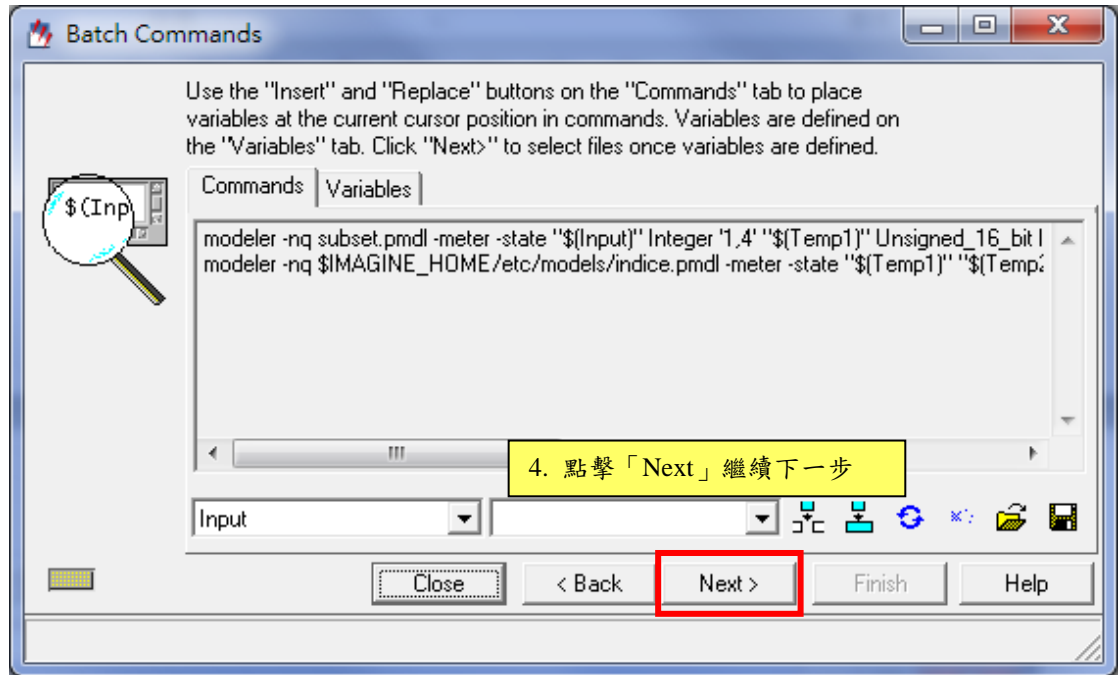 Batch Commands
Use the "Insert" and "Replace" buttons on the "Commands" tab to place
variables at the current cursor position in commands. Variables are defined on
the "Variables" tab. Click "Next>" to select files once variables are defined.
Commands Variables
$(Inp
modeler -nq subset.pmdl -meter -state "$(Input)" Integer '1,4' "$(Temp1)" Unsigned_16_bit I
modeler -nq $IMAGINE_HOME/etc/models/indice.pmdl -meter -state "$(Temp1)" "$(Temp2
4. 點擊「Next」繼續下一步
Input
Close < Back Next > Finish Help